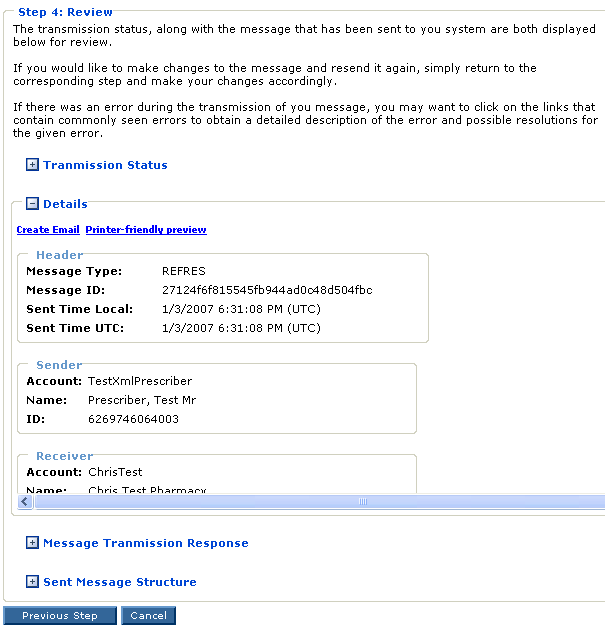 Step 4: Review
The transmission status, along with the message that has been sent to you system are both displayed
below for review.
If you would like to make changes to the message and resend it again, simply return to the
corresponding step and make your changes accordingly.
If there was an error during the transmission of you message, you may want to click on the links that
contain commonly seen errors to obtain a detailed description of the error and possible resolutions for
the given error.
Tranmission Status
Details
Create Email Printer-friendly preview
Header
Message Type: REFRES
Message ID: 27124f6f815545fb944ad0c48d504fbc
Sent Time Local: 1/3/2007 6:31:08 PM (UTC)
Sent Time UTC: 1/3/2007 6:31:08 PM (UTC)
Sender
Account: TestXmlPrescriber
Name: Prescriber, Test Mr
ID: 6269746064003
Receiver
Account: ChrisTest
Name: Chris Test Pharmacy
Message Tranmission Response
Sent Message Structure
Previous Step Cancel